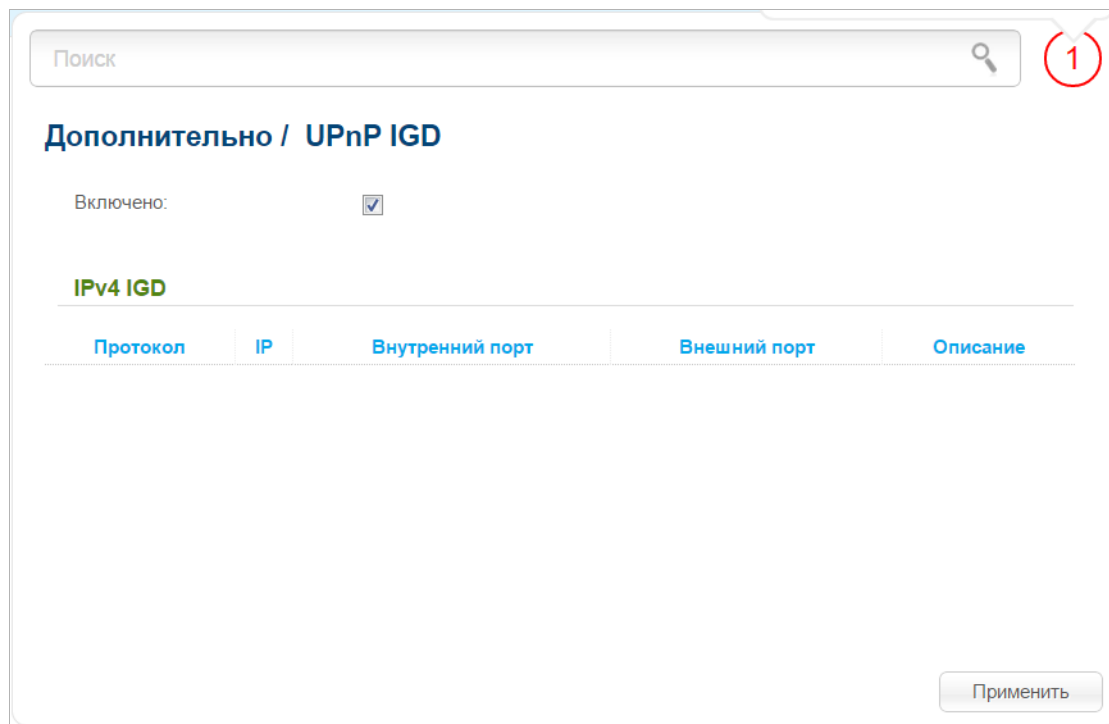 Поиск
1
Дополнительно / UPnP IGD
Включено:
IPv4 IGD
Протокол IP Внутренний порт Внешний порт Описание
Применить